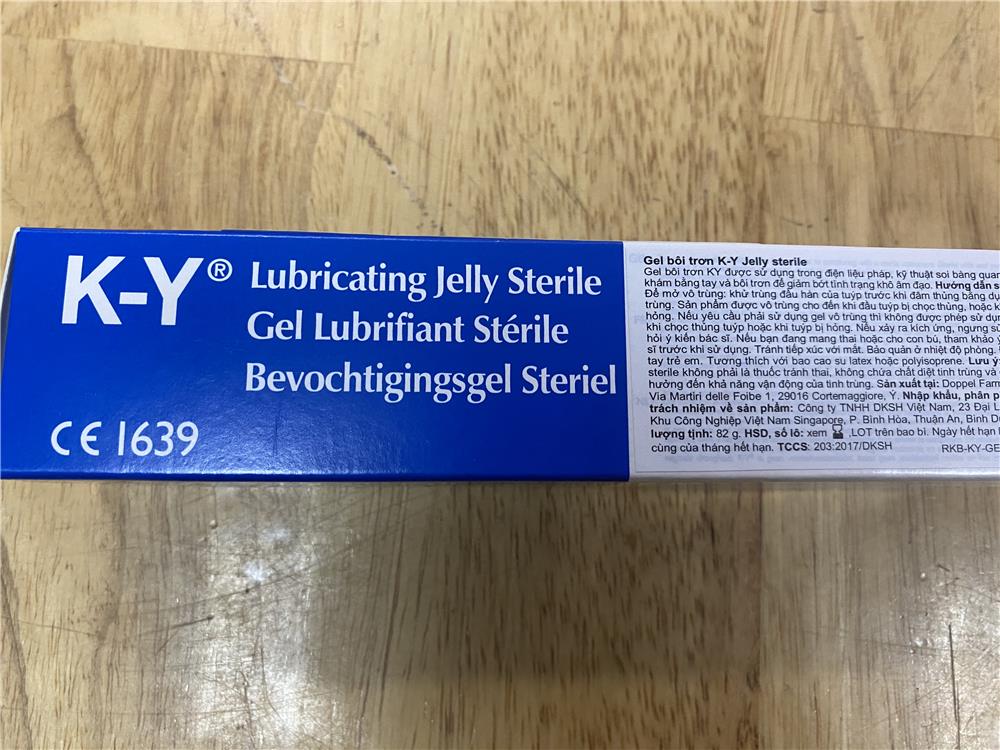 K-Y®
Lubricating Jelly Sterile
Gel Lubrifiant Stérile
Bevochtigingsgel Steriel
CE 1639
Gel bôi trơn K-Y Jelly sterile
Gel bôi trơn KY được sử dụng trong điện liệu pháp, kỹ thuật soi bàng quan
khám bằng tay và bôi trơn để giảm bớt tình trạng khô âm đạo. Hướng dẫn s
Để mở vô trùng: khử trùng đầu hàn của tuýp trước khi đâm thủng bằng dụ
trùng. Sản phẩm được vô trùng cho đến khi đầu tuýp bị chọc thủng, hoặc k
hỏng. Nếu yêu cầu phải sử dụng gel vô trùng thì không được phép sử dụ
khi chọc thủng tuýp hoặc khi tuýp bị hỏng. Nếu xảy ra kích ứng, ngưng sử
hỏi ý kiến bác sĩ. Nếu bạn đang mang thai hoặc cho con bú, tham khảo ý
sĩ trước khi sử dụng. Tránh tiếp xúc với mắt. Bảo quản ở nhiệt độ phòng.
tay trẻ em. Tương thích với bao cao su latex hoặc polyisoprene. Lưu ý:
sterile không phải là thuốc tránh thai, không chứa chất diệt tinh trùng và
hưởng đến khả năng vận động của tinh trùng. Sản xuất tại: Doppel Farm
Via Martiri delle Foibe 1, 29016 Cortemaggiore, Ý. Nhập khẩu, phân p
trách nhiệm về sản phẩm: Công ty TNHH DKSH Việt Nam, 23 Đại L
Khu Công Nghiệp Việt Nam Singapore, P. Bình Hòa, Thuận An, Bình D
lượng tịnh: 82 g. HSD, số lô: xem ,LOT trên bao bì. Ngày hết hạn l
cùng của tháng hết hạn. TCCS: 203:2017/DKSH RKB-KY-GE